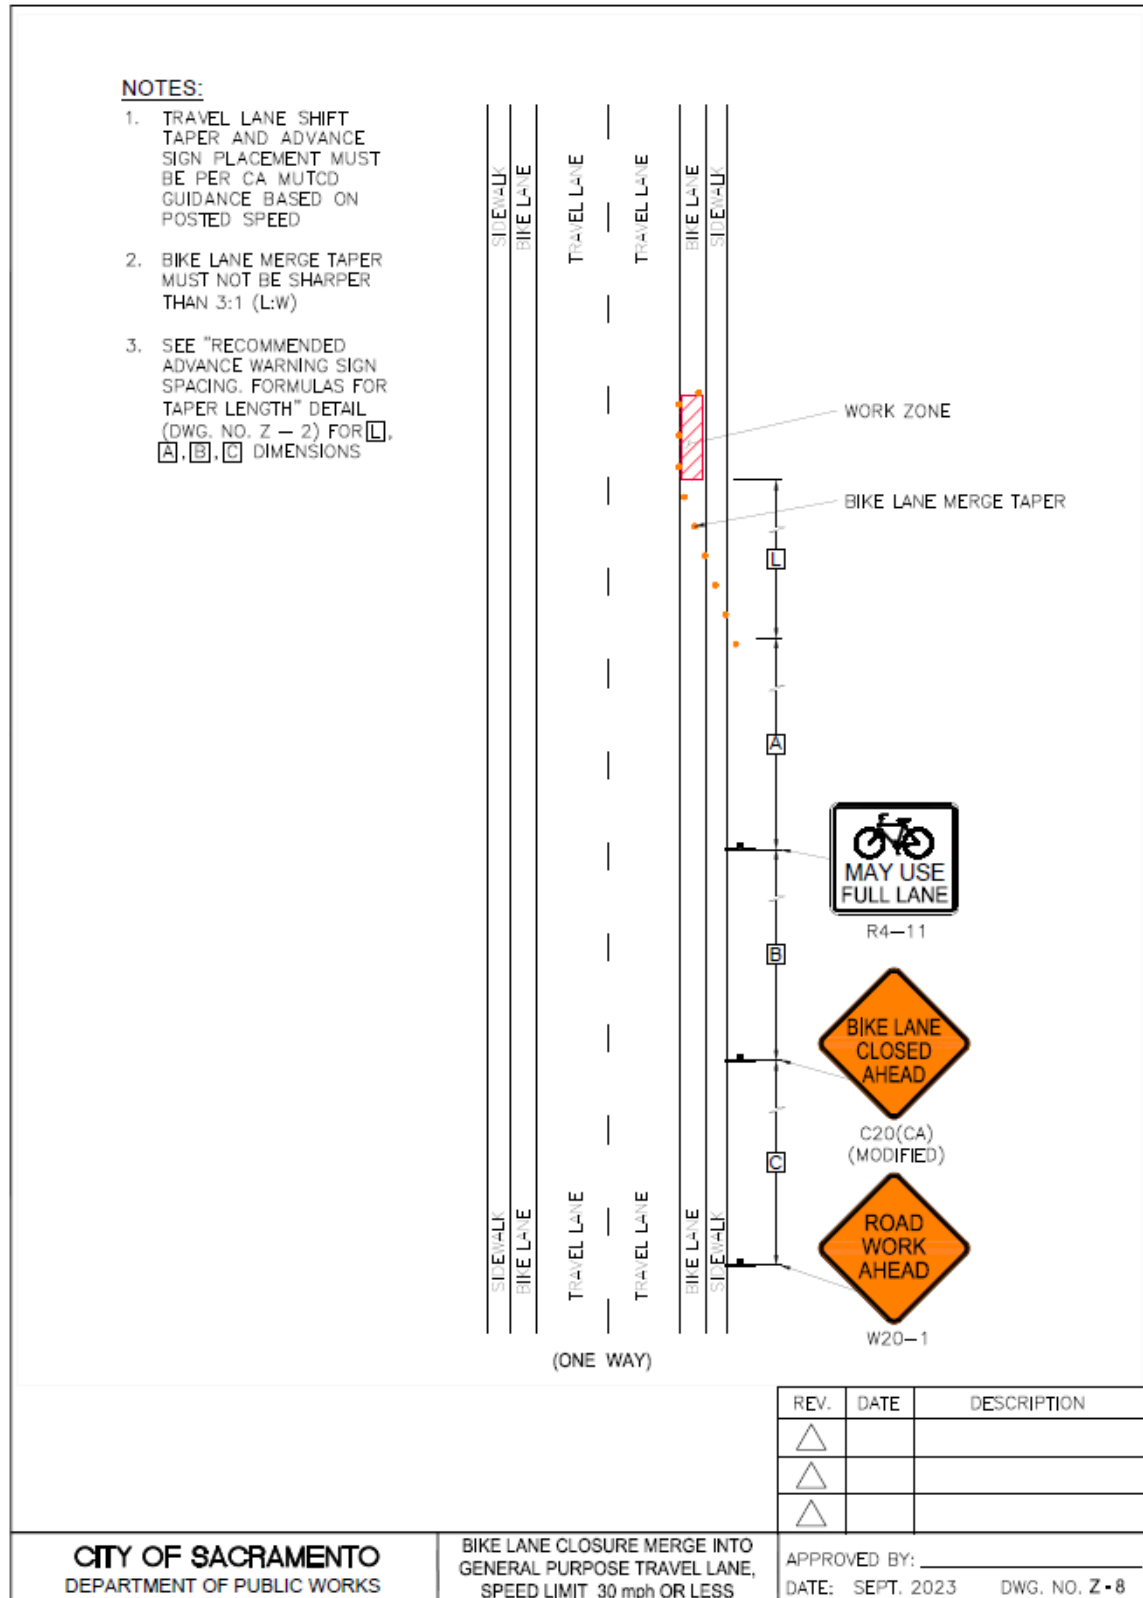 NOTES:
1. TRAVEL LANE SHIFT
TAPER AND ADVANCE
SIGN PLACEMENT MUST
BE PER CA MUTCD
GUIDANCE BASED ON
POSTED SPEED
2. BIKE LANE MERGE TAPER
MUST NOT BE SHARPER
THAN 3:1 (L:W)
3. SEE "RECOMMENDED
ADVANCE WARNING SIGN
SPACING. FORMULAS FOR
TAPER LENGTH" DETAIL
(DWG. NO. Z – 2) FOR L,
A, B, C DIMENSIONS
SIDEWALK
BIKE LANE
TRAVEL LANE
TRAVEL LANE
BIKE LANE
SIDEWALK
WORK ZONE
BIKE LANE MERGE TAPER
L
A
MAY USE
FULL LANE
R4–11
B
BIKE LANE
CLOSED
AHEAD
C20(CA)
(MODIFIED)
C
ROAD
WORK
AHEAD
W20–1
SIDEWALK
BIKE LANE
TRAVEL LANE
TRAVEL LANE
BIKE LANE
SIDEWALK
(ONE WAY)
REV. DATE DESCRIPTION
CITY OF SACRAMENTO
DEPARTMENT OF PUBLIC WORKS
BIKE LANE CLOSURE MERGE INTO
GENERAL PURPOSE TRAVEL LANE,
SPEED LIMIT 30 mph OR LESS
APPROVED BY:
DATE: SEPT. 2023 DWG. NO. Z-8